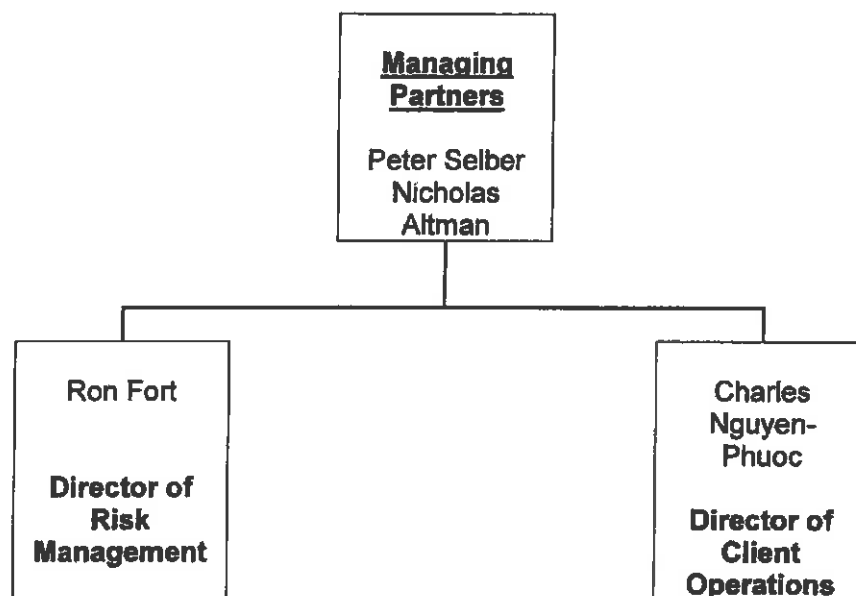 Managing
Partners
Peter Selber
Nicholas
Altman
Ron Fort
Director of
Risk
Management
Charles
Nguyen-
Phuoc
Director of
Client
Operations